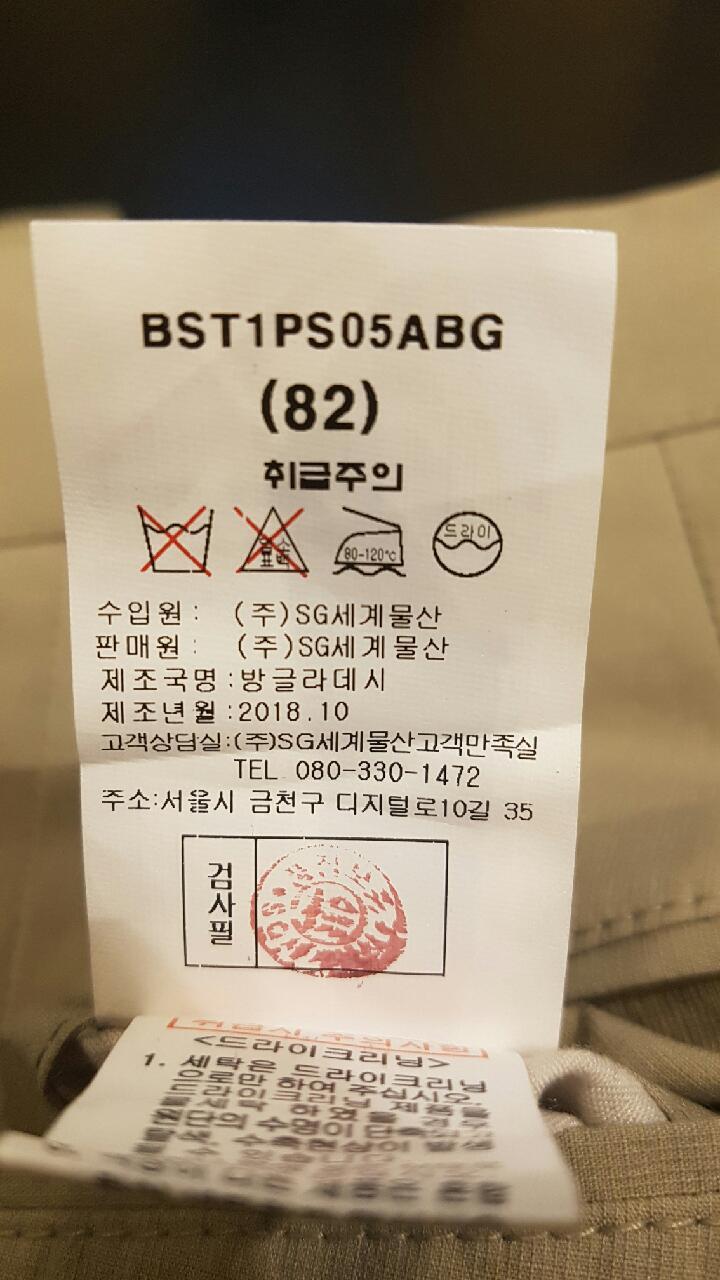 BST1PS05ABG
(82)
취급주의
염소 표백
80-120℃
드라이
수입원 : (주)SG세계물산
판매원 : (주)SG세계물산
제조국명 : 방글라데시
제조년월 : 2018.10
고객상담실:(주)SG세계물산고객만족실
TEL 080-330-1472
주소:서울시 금천구 디지털로10길 35
검사필
<드라이크리닝>
1. 세탁은 드라이크리닝
으로만 하여 주십시오.